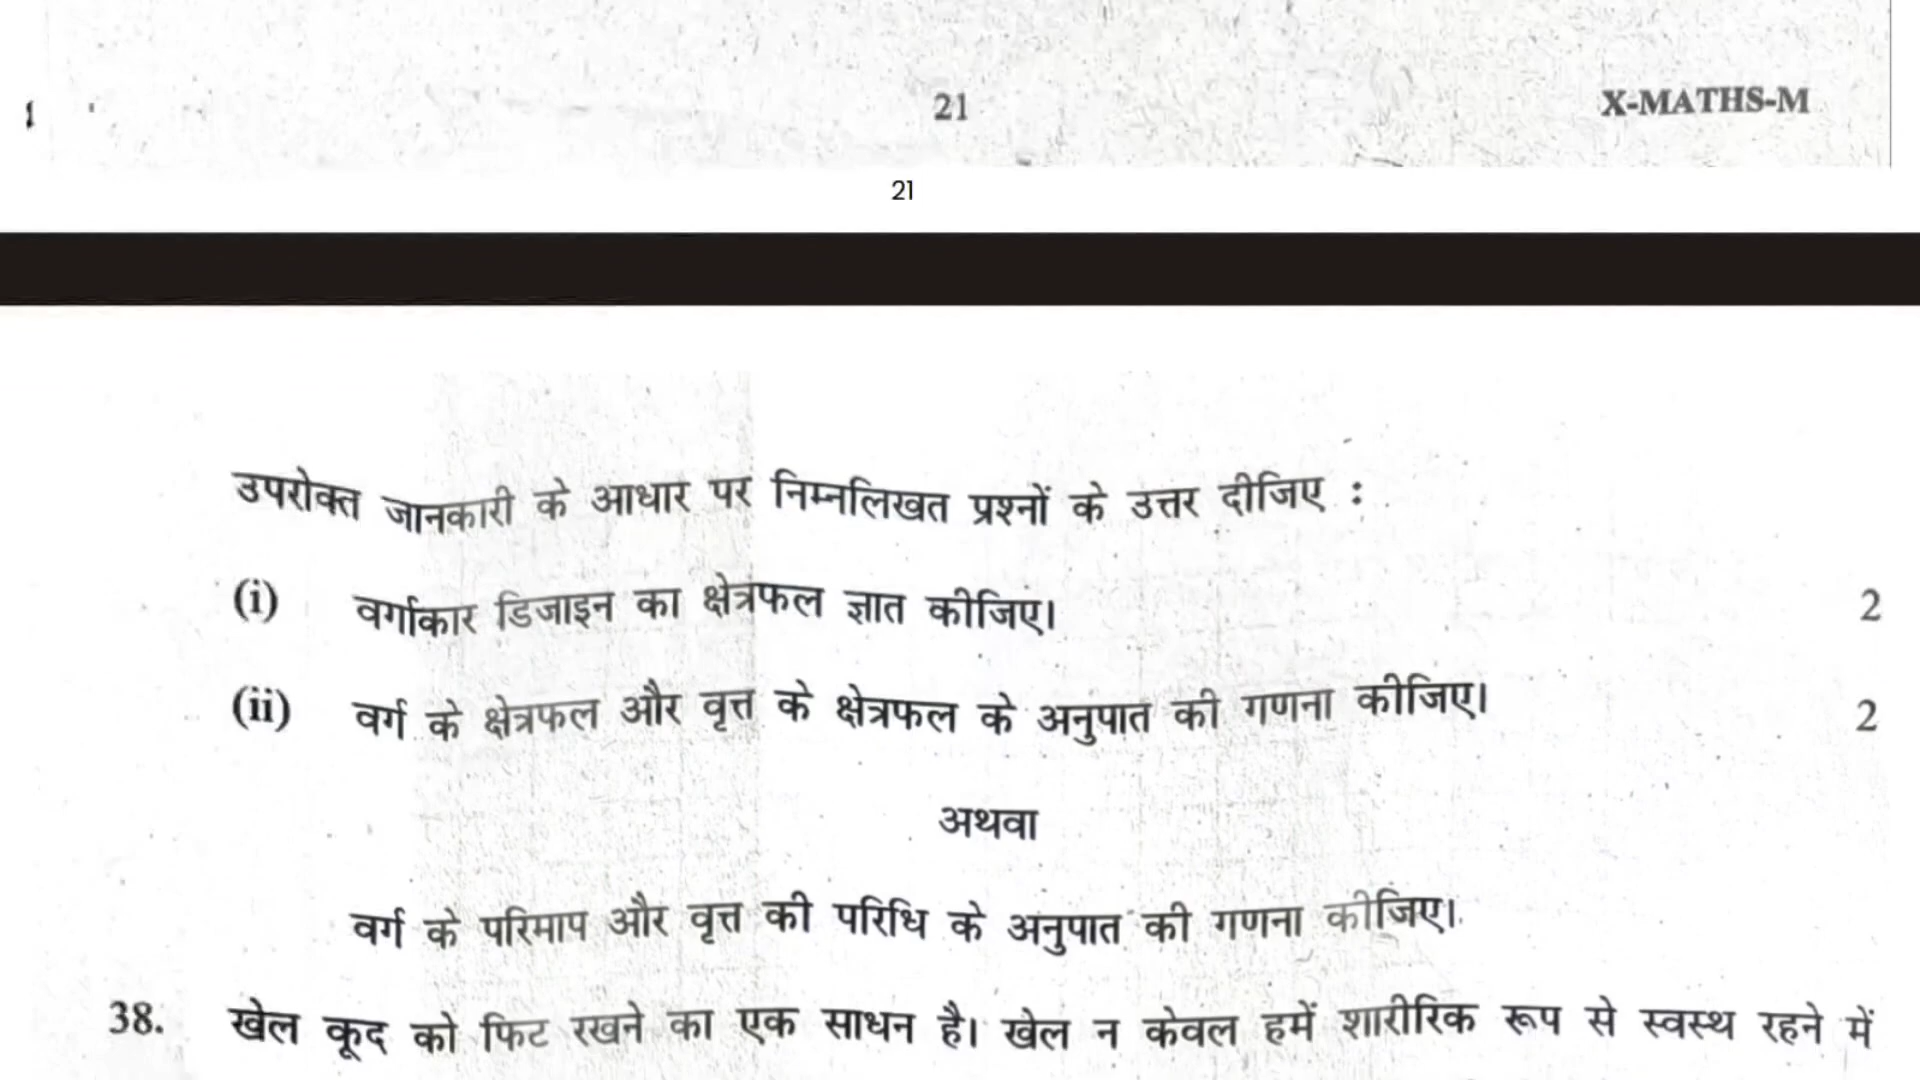 21 X-MATHS-M
21
उपरोक्त जानकारी के आधार पर निम्नलिखत प्रश्नों के उत्तर दीजिए :
(i) वर्गाकार डिजाइन का क्षेत्रफल ज्ञात कीजिए। 2
(ii) वर्ग के क्षेत्रफल और वृत्त के क्षेत्रफल के अनुपात की गणना कीजिए। 2
अथवा
वर्ग के परिमाप और वृत्त की परिधि के अनुपात की गणना कीजिए।
38. खेल कूद को फिट रखने का एक साधन है। खेल न केवल हमें शारीरिक रूप से स्वस्थ रहने में